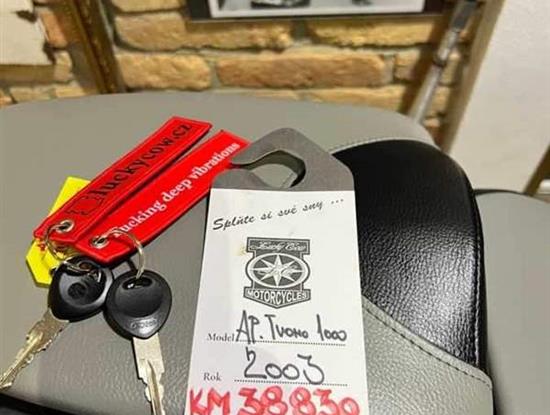 luckycow.cz
fucking deep vibrations
Splňte si své sny ...
Lucky Cow
MOTORCYCLES
Model AP. TUONO 1000
Rok 2003
KM 38830